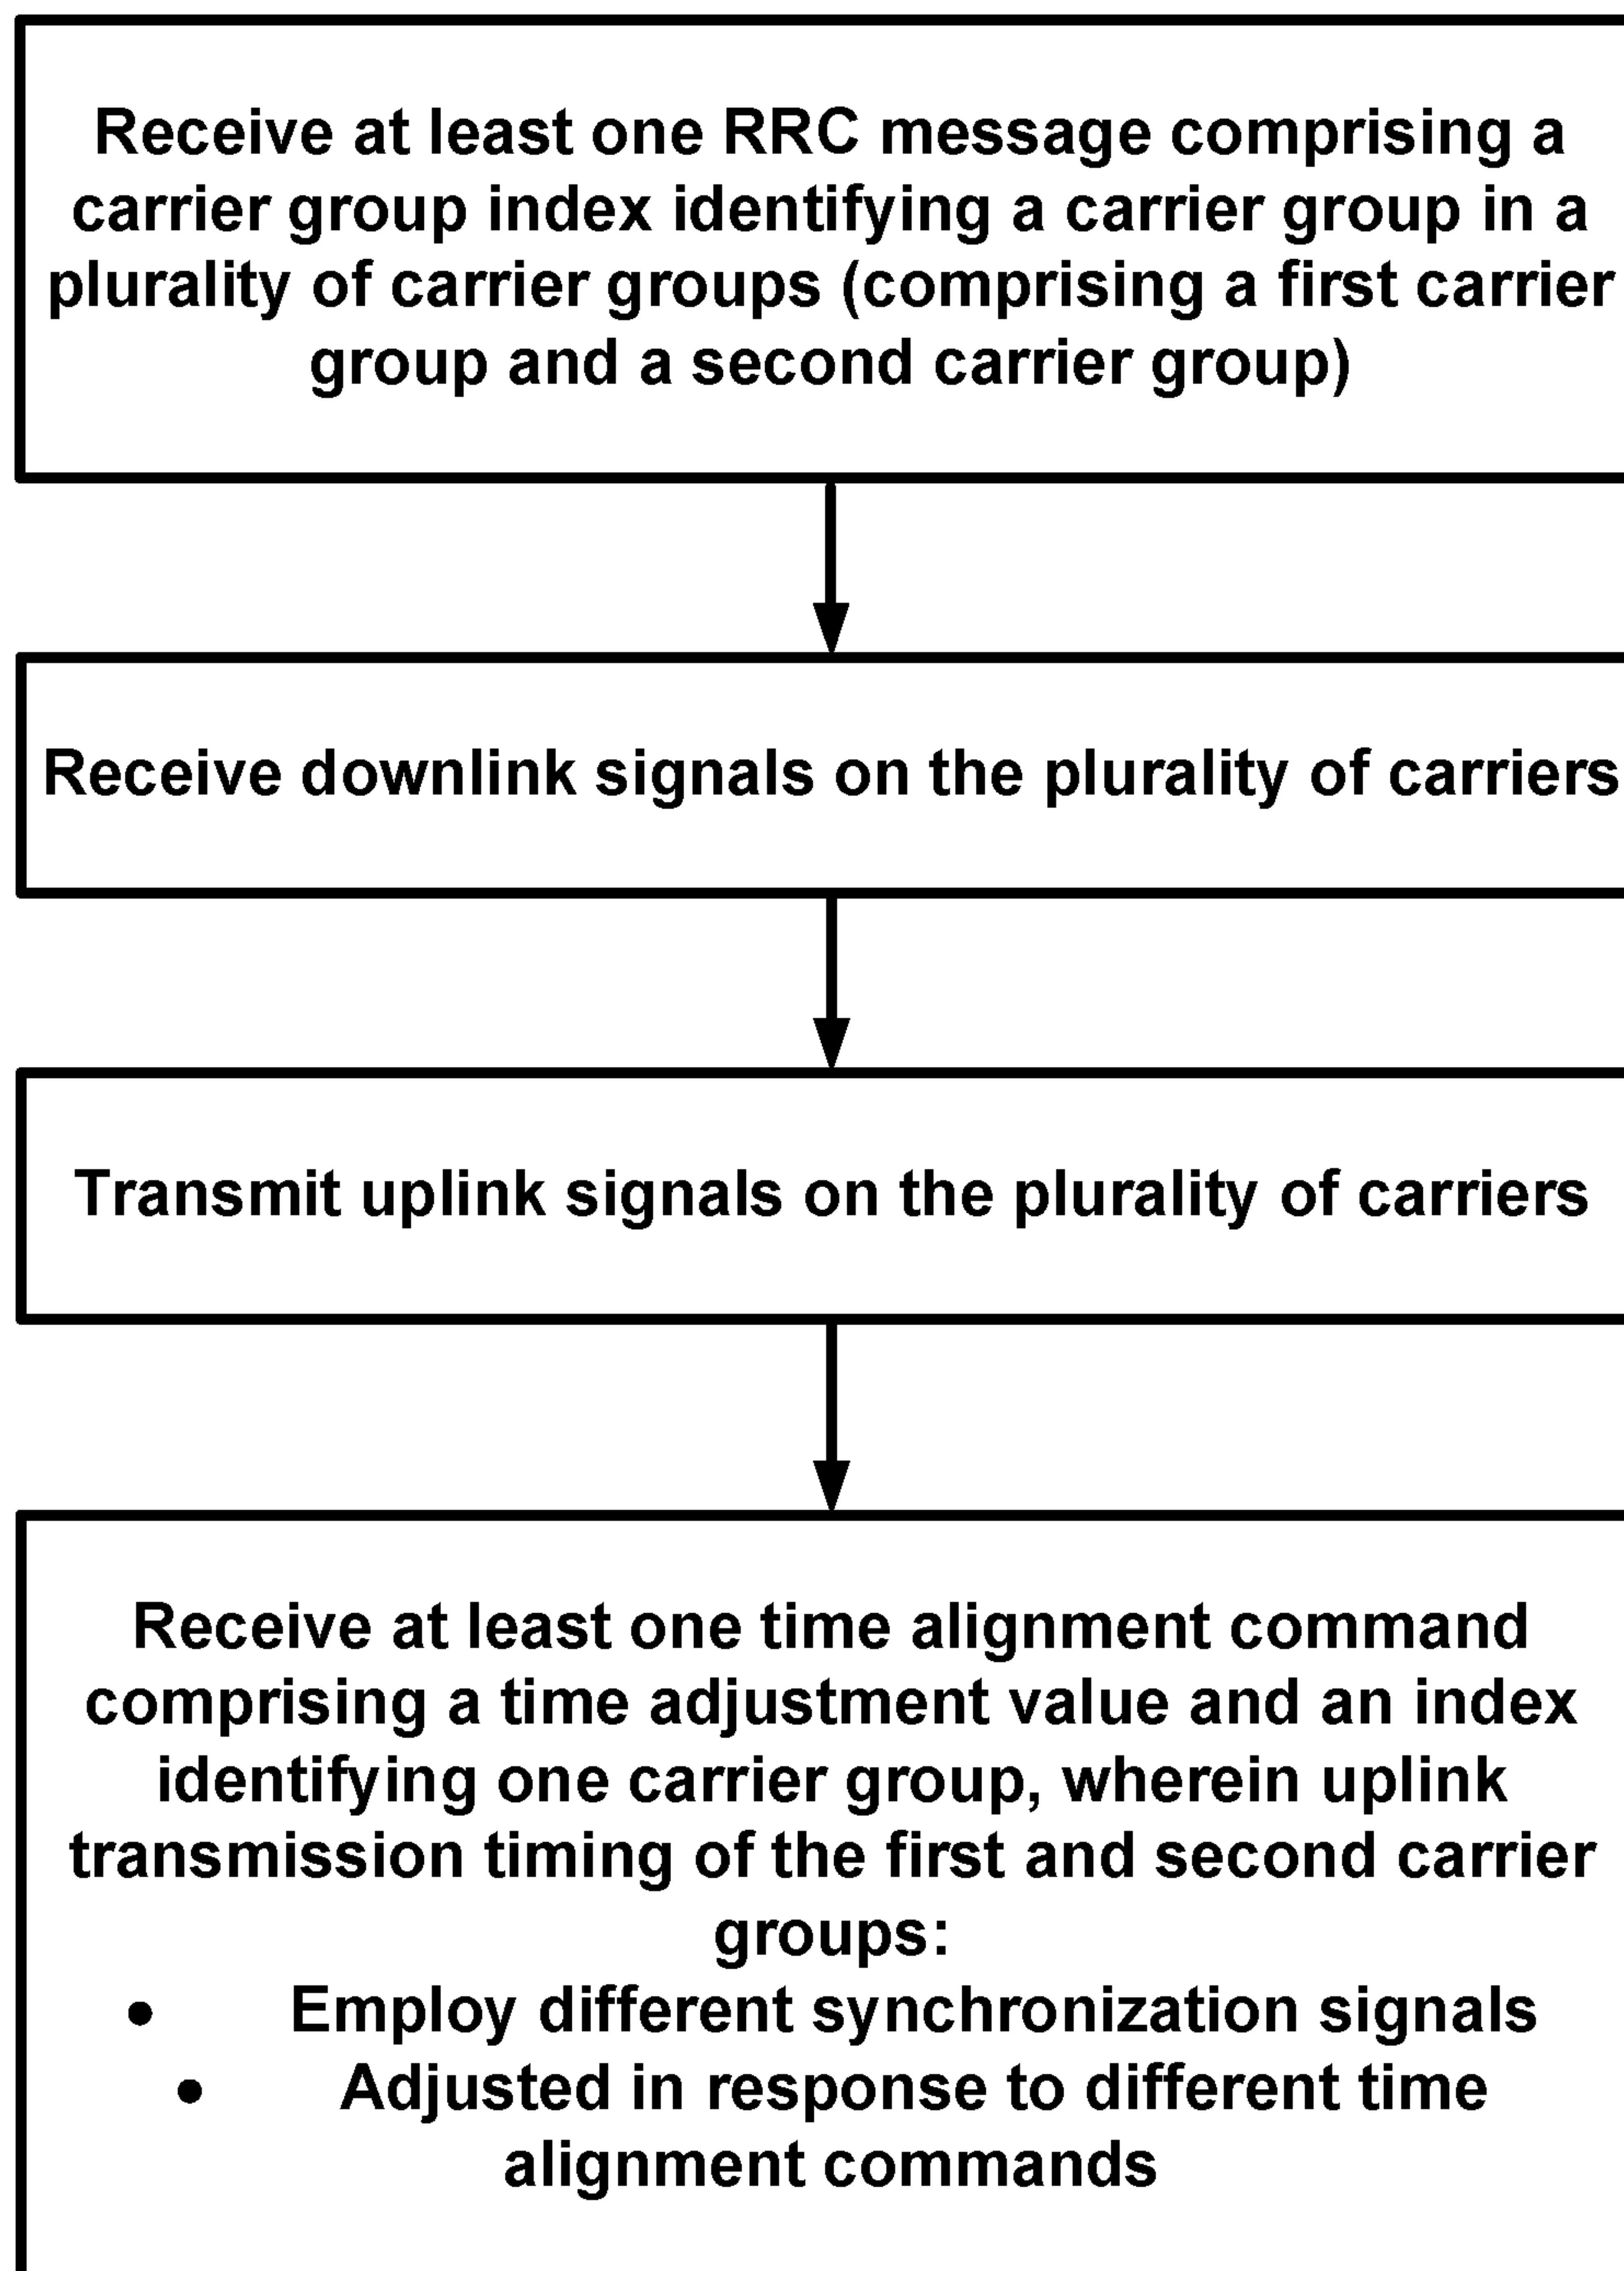 Receive at least one RRC message comprising a
carrier group index identifying a carrier group in a
plurality of carrier groups (comprising a first carrier
group and a second carrier group)
Receive downlink signals on the plurality of carriers
Transmit uplink signals on the plurality of carriers
Receive at least one time alignment command
comprising a time adjustment value and an index
identifying one carrier group, wherein uplink
transmission timing of the first and second carrier
groups:
• Employ different synchronization signals
• Adjusted in response to different time
alignment commands